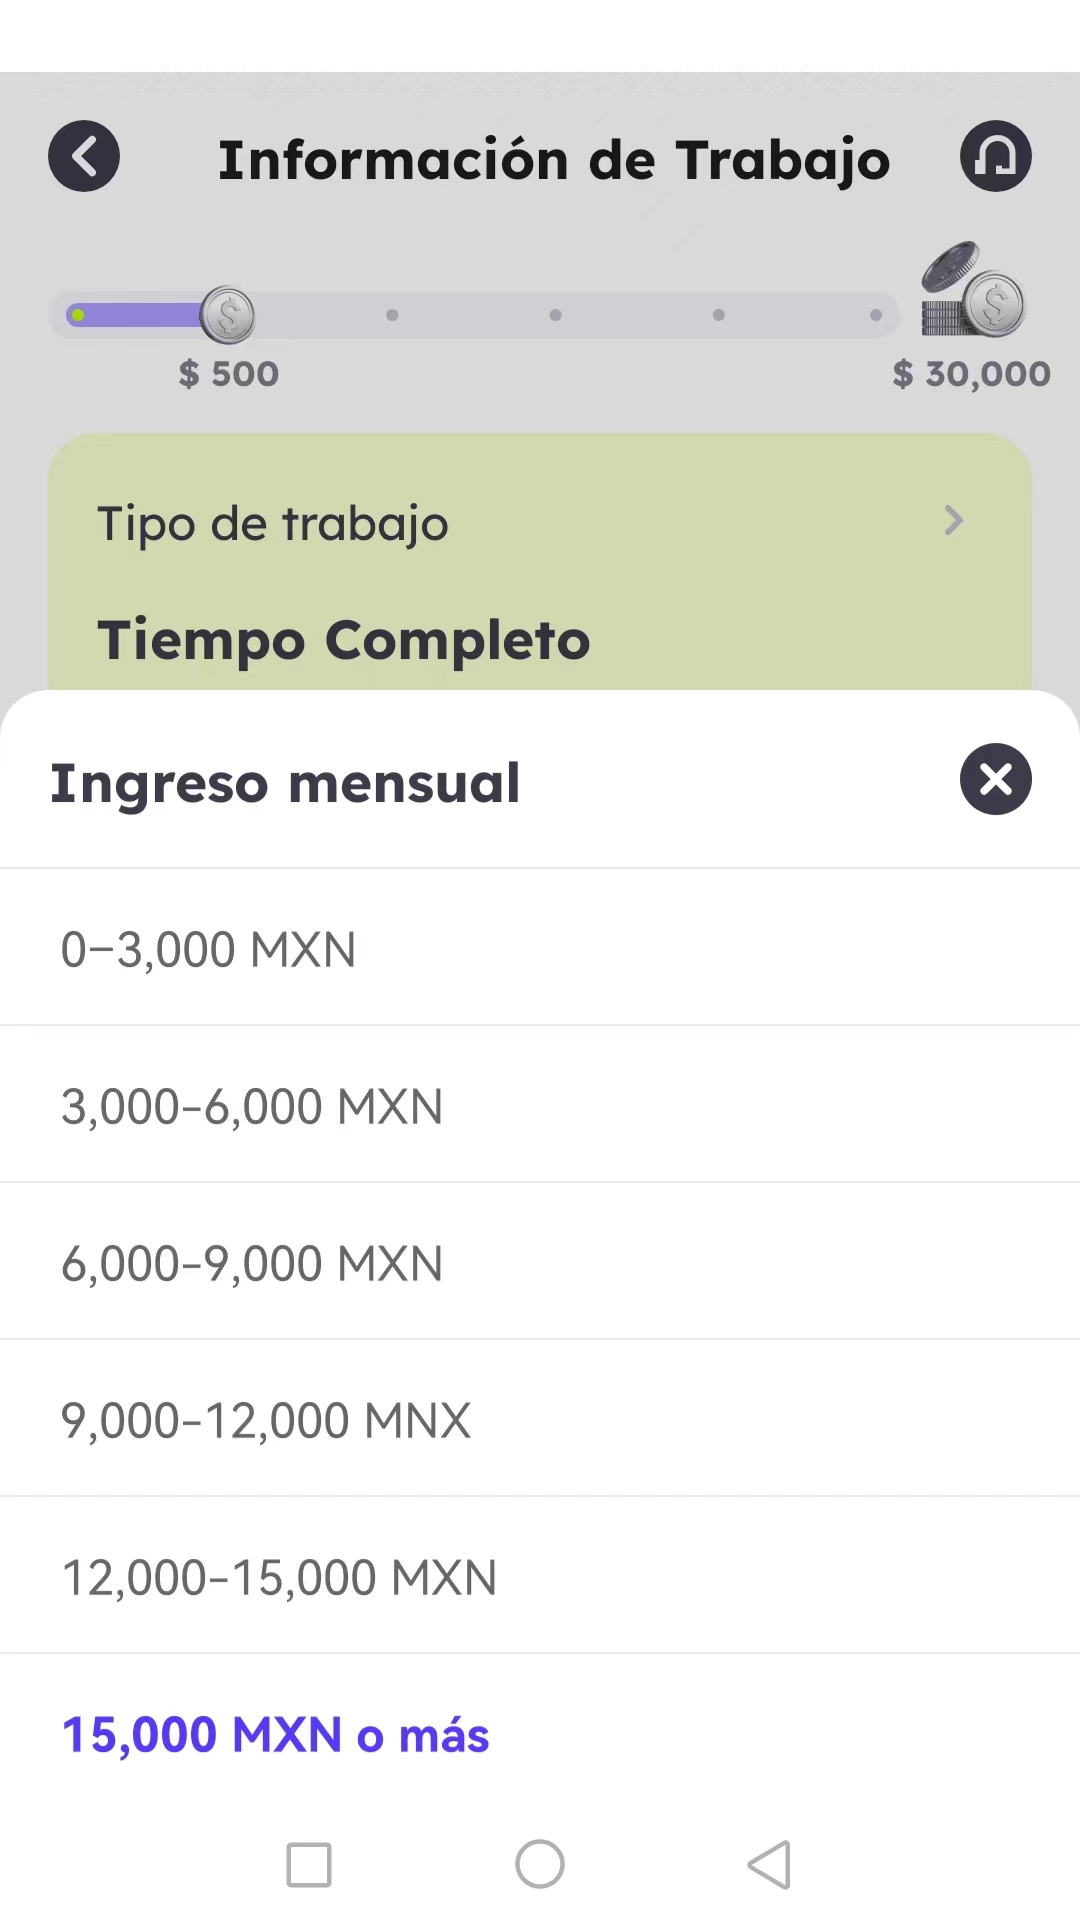 Información de Trabajo
$ 500
$ 30,000
Tipo de trabajo
Tiempo Completo
Ingreso mensual
0–3,000 MXN
3,000-6,000 MXN
6,000-9,000 MXN
9,000-12,000 MNX
12,000-15,000 MXN
15,000 MXN o más